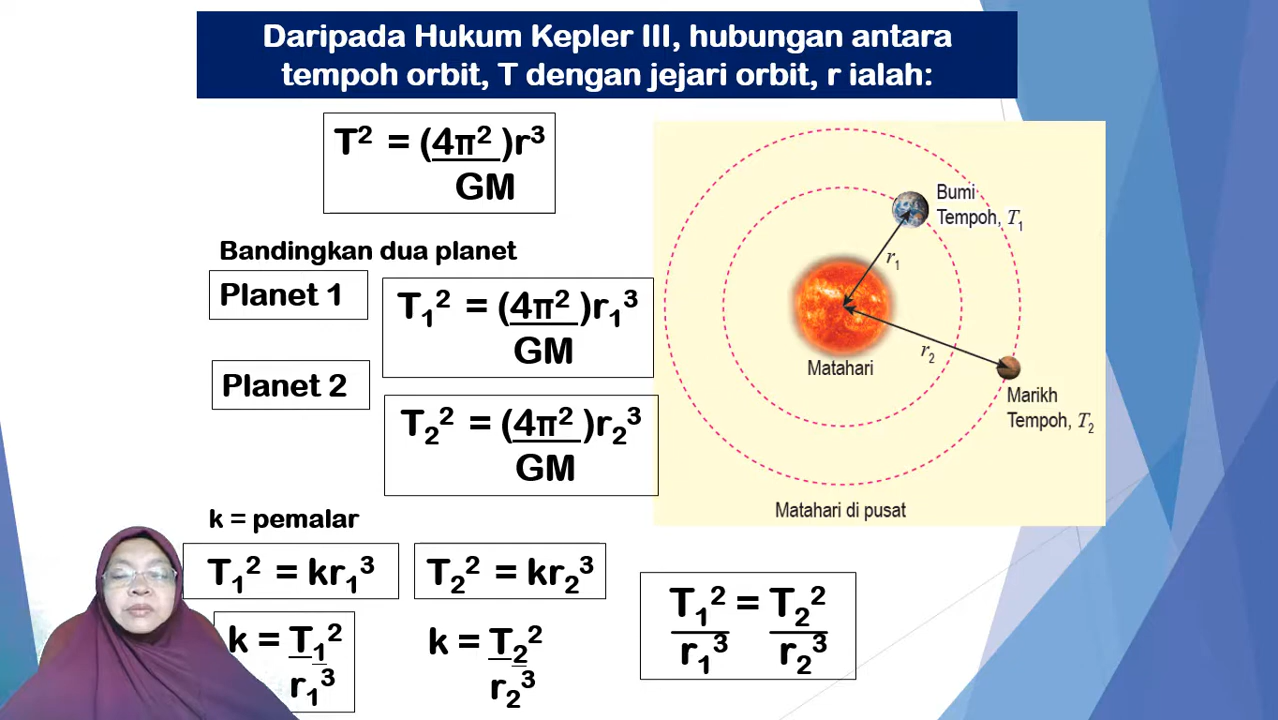 Daripada Hukum Kepler III, hubungan antara
tempoh orbit, T dengan jejari orbit, r ialah:
T² = (4π²)r³
GM
Bandingkan dua planet
Planet 1
T₁² = (4π²)r₁³
GM
Planet 2
T₂² = (4π²)r₂³
GM
k = pemalar
T₁² = kr₁³
T₂² = kr₂³
k = T₁²
r₁³
k = T₂²
r₂³
T₁² = T₂²
r₁³ r₂³
Bumi
Tempoh, T₁
r₁
Matahari
r₂
Marikh
Tempoh, T₂
Matahari di pusat